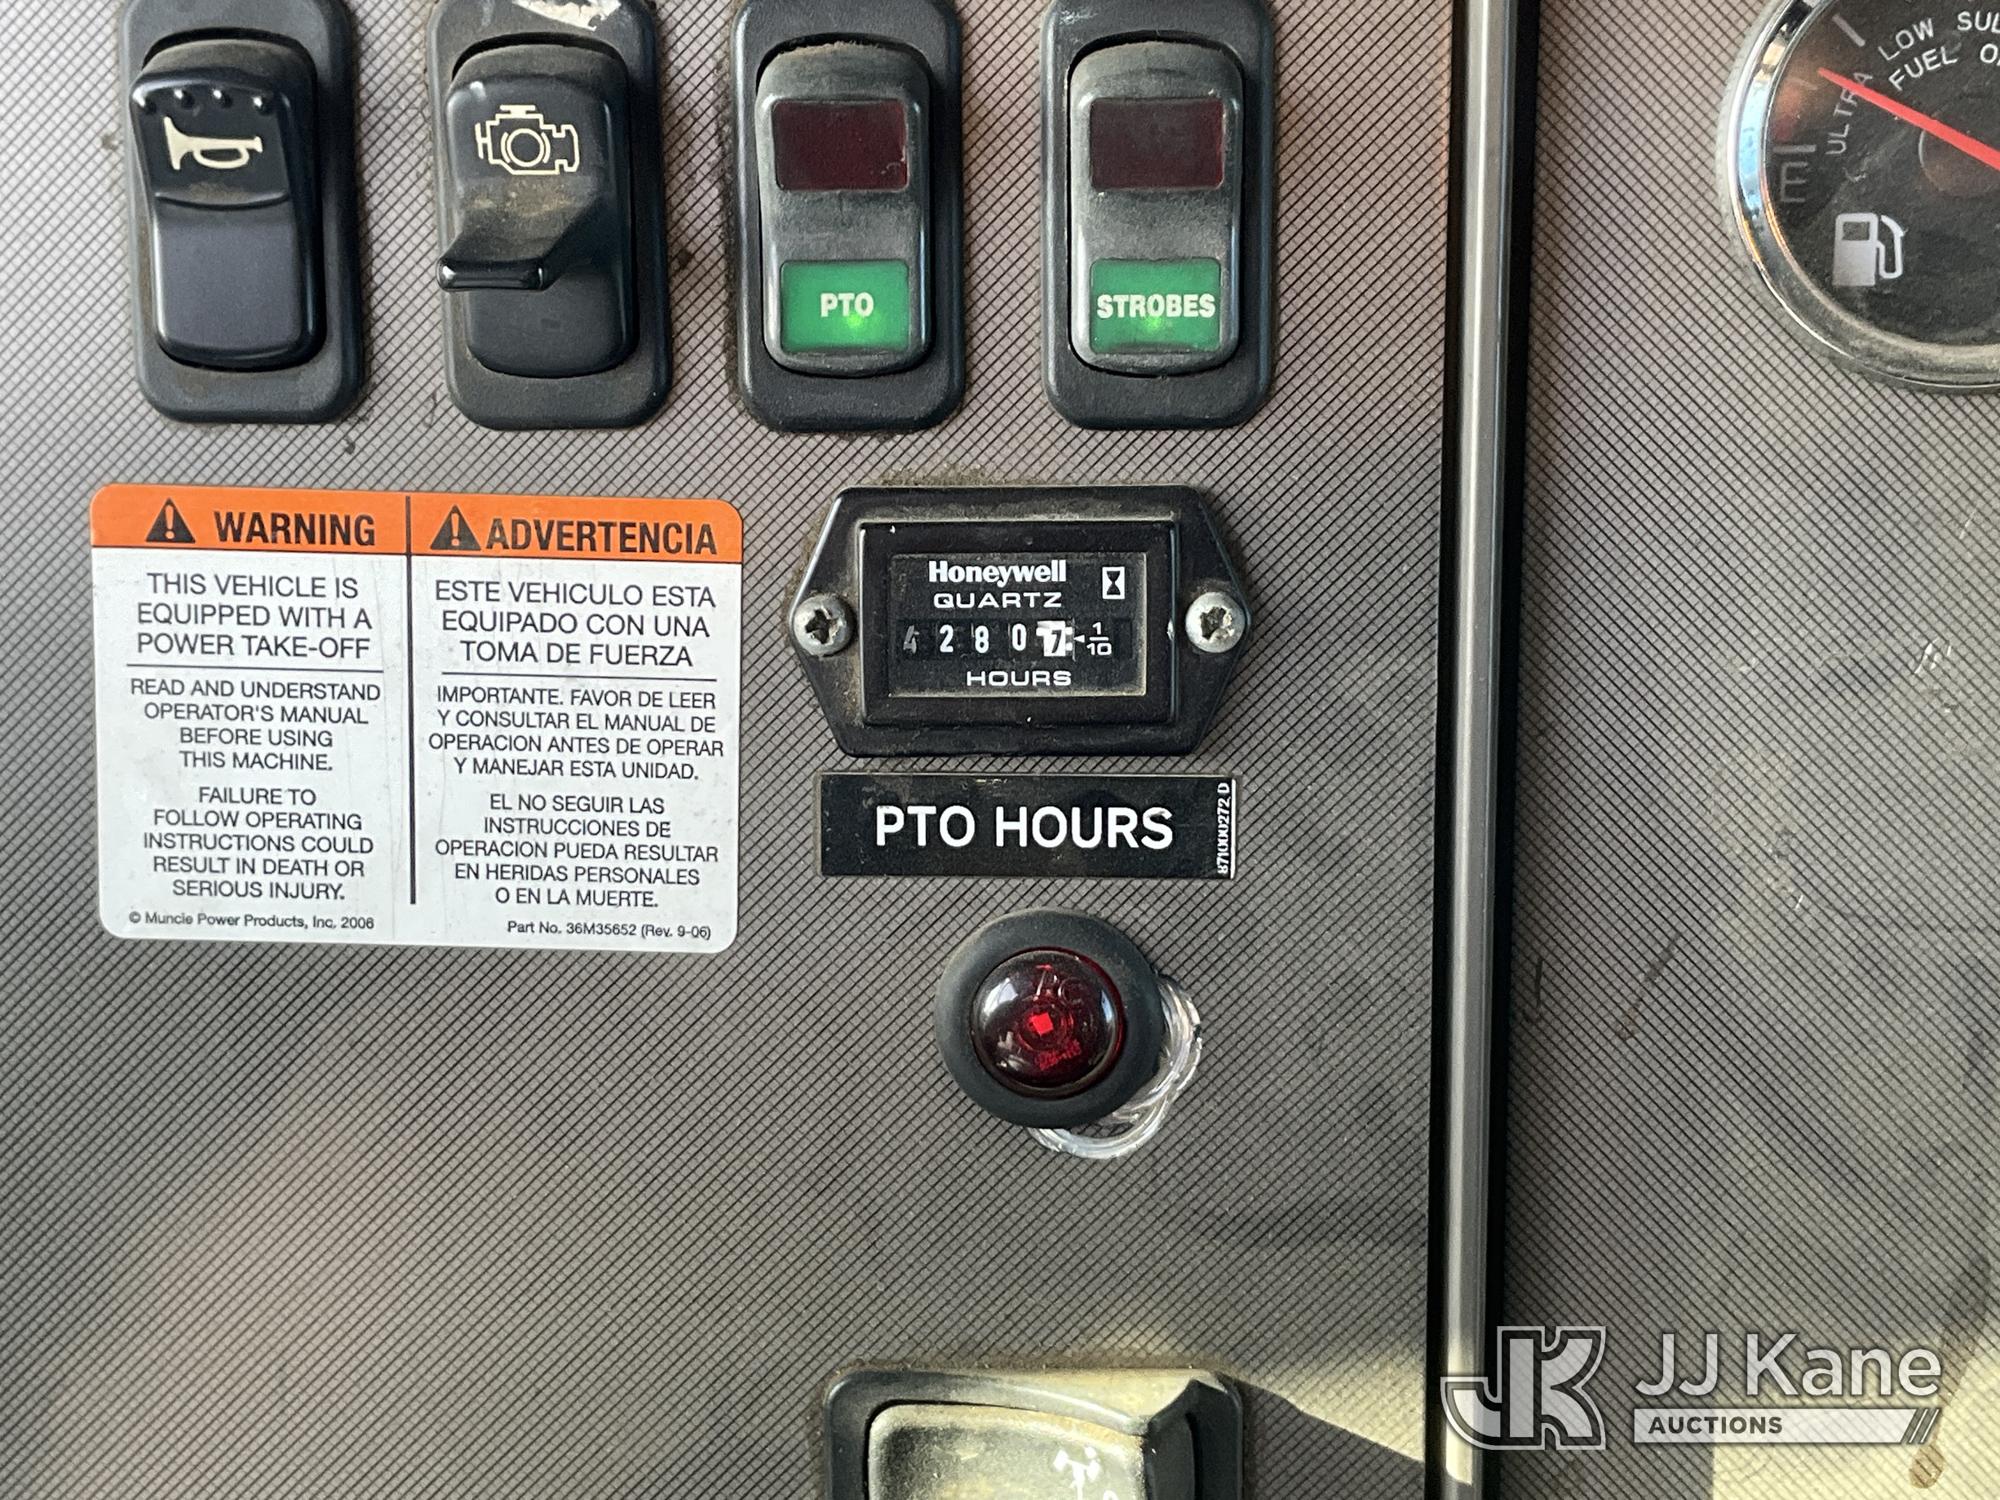 PTO
STROBES
E
ULTRA
LOW
FUEL
⚠ WARNING
THIS VEHICLE IS
EQUIPPED WITH A
POWER TAKE-OFF
READ AND UNDERSTAND
OPERATOR'S MANUAL
BEFORE USING
THIS MACHINE.
FAILURE TO
FOLLOW OPERATING
INSTRUCTIONS COULD
RESULT IN DEATH OR
SERIOUS INJURY.
© Muncie Power Products, Inc. 2006
⚠ ADVERTENCIA
ESTE VEHICULO ESTA
EQUIPADO CON UNA
TOMA DE FUERZA
IMPORTANTE. FAVOR DE LEER
Y CONSULTAR EL MANUAL DE
OPERACION ANTES DE OPERAR
Y MANEJAR ESTA UNIDAD.
EL NO SEGUIR LAS
INSTRUCCIONES DE
OPERACION PUEDA RESULTAR
EN HERIDAS PERSONALES
O EN LA MUERTE.
Part No. 36M35652 (Rev. 9-06)
Honeywell
QUARTZ
4 2 8 0 7 1/10
HOURS
PTO HOURS
871000272 D
JK JJ Kane
AUCTIONS